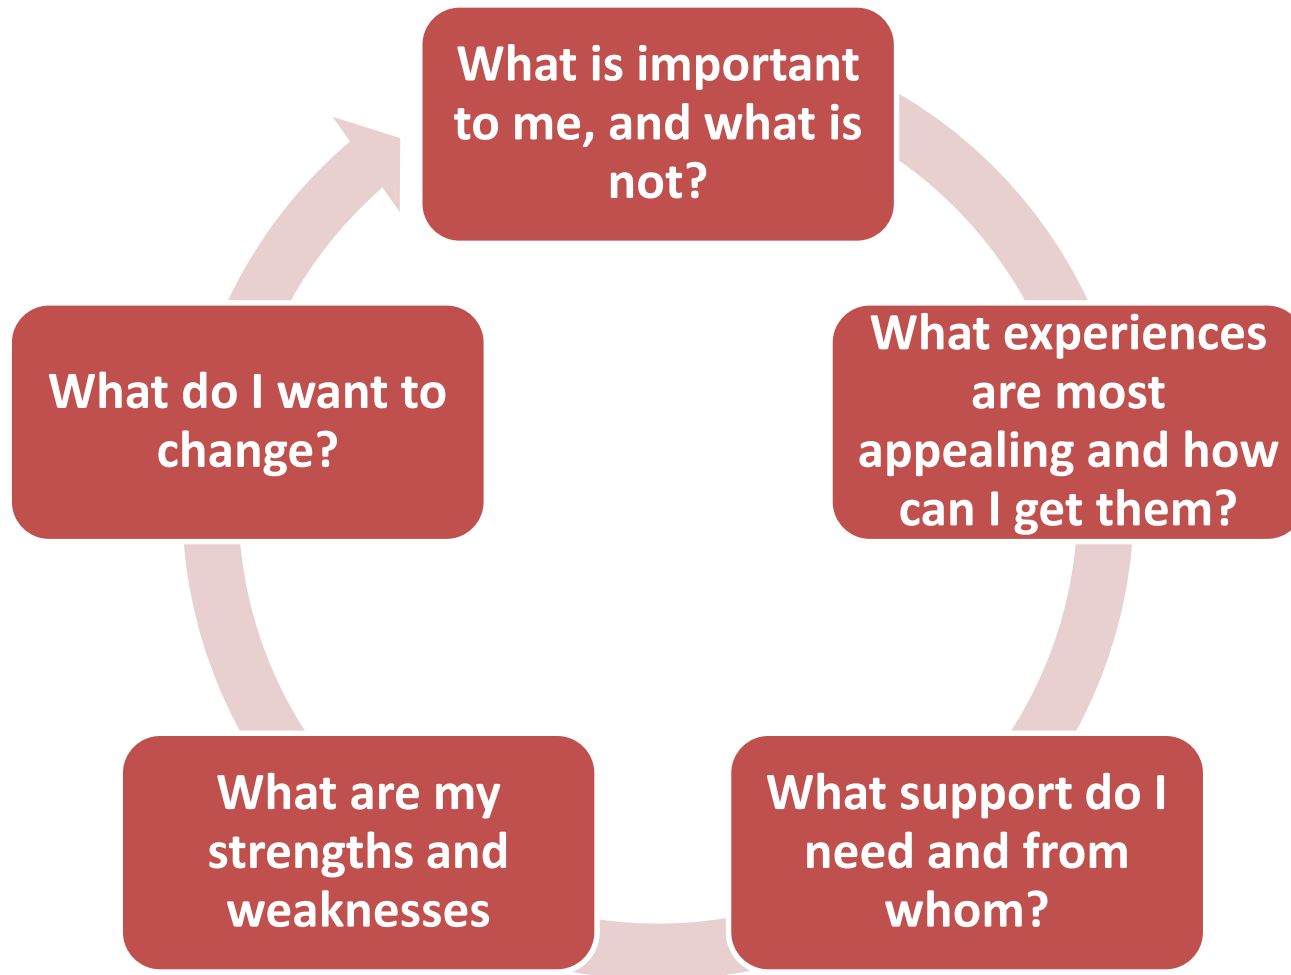 What is important
to me, and what is
not?
What experiences
are most
appealing and how
can I get them?
What support do I
need and from
whom?
What are my
strengths and
weaknesses
What do I want to
change?